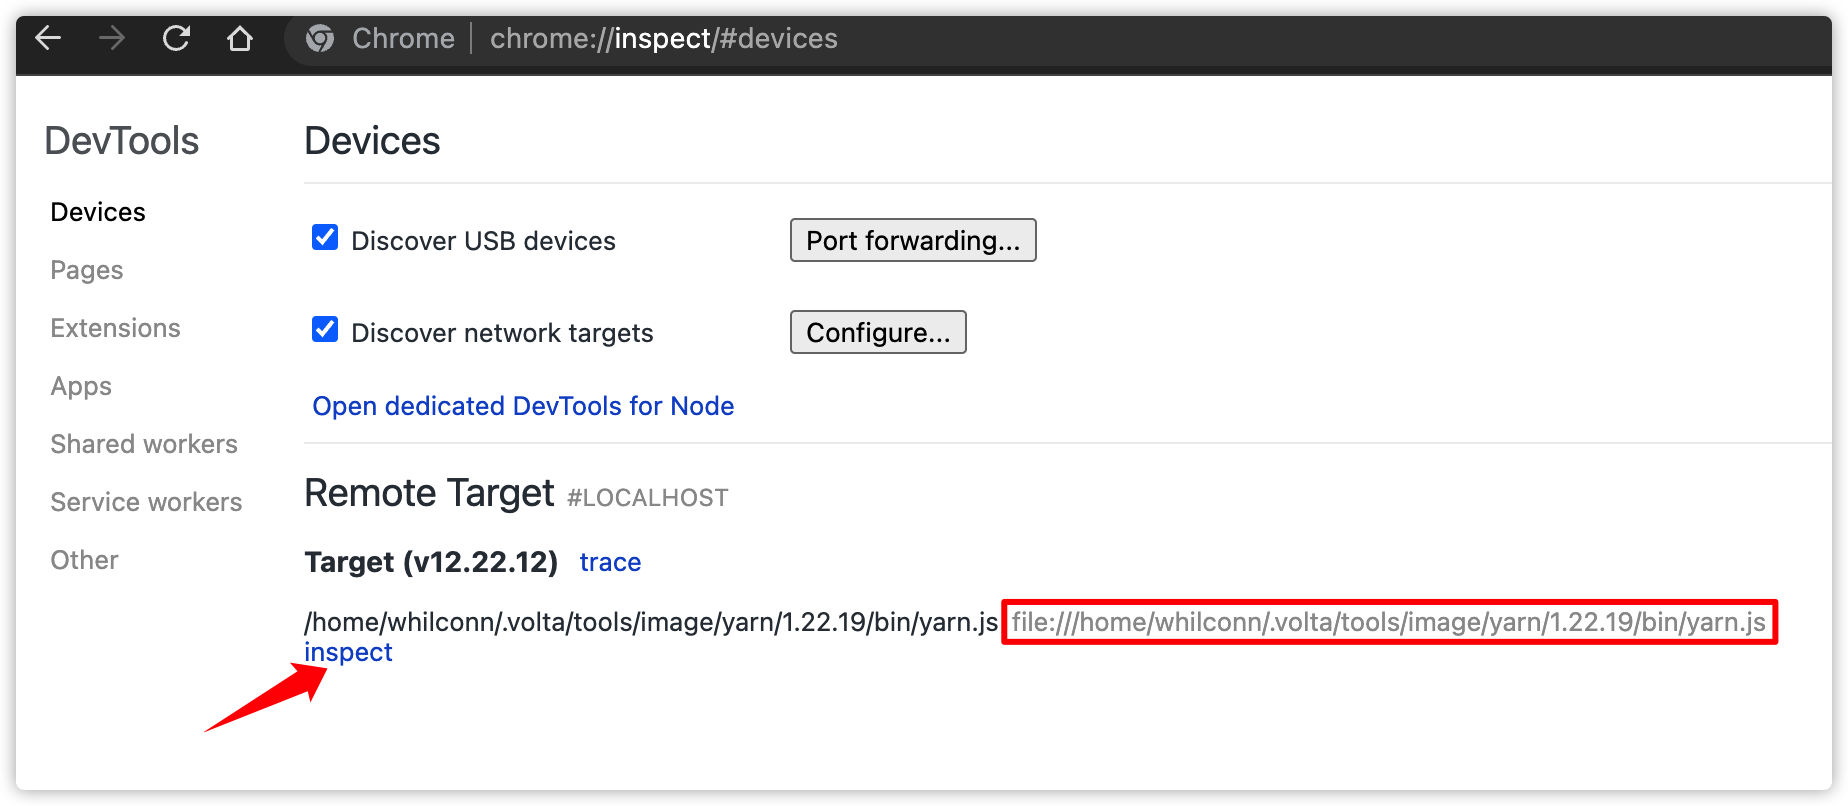 Chrome | chrome://inspect/#devices
DevTools
Devices
Pages
Extensions
Apps
Shared workers
Service workers
Other
Devices
Discover USB devices
Port forwarding...
Discover network targets
Configure...
Open dedicated DevTools for Node
Remote Target #LOCALHOST
Target (v12.22.12) trace
/home/whilconn/.volta/tools/image/yarn/1.22.19/bin/yarn.js file:///home/whilconn/.volta/tools/image/yarn/1.22.19/bin/yarn.js
inspect